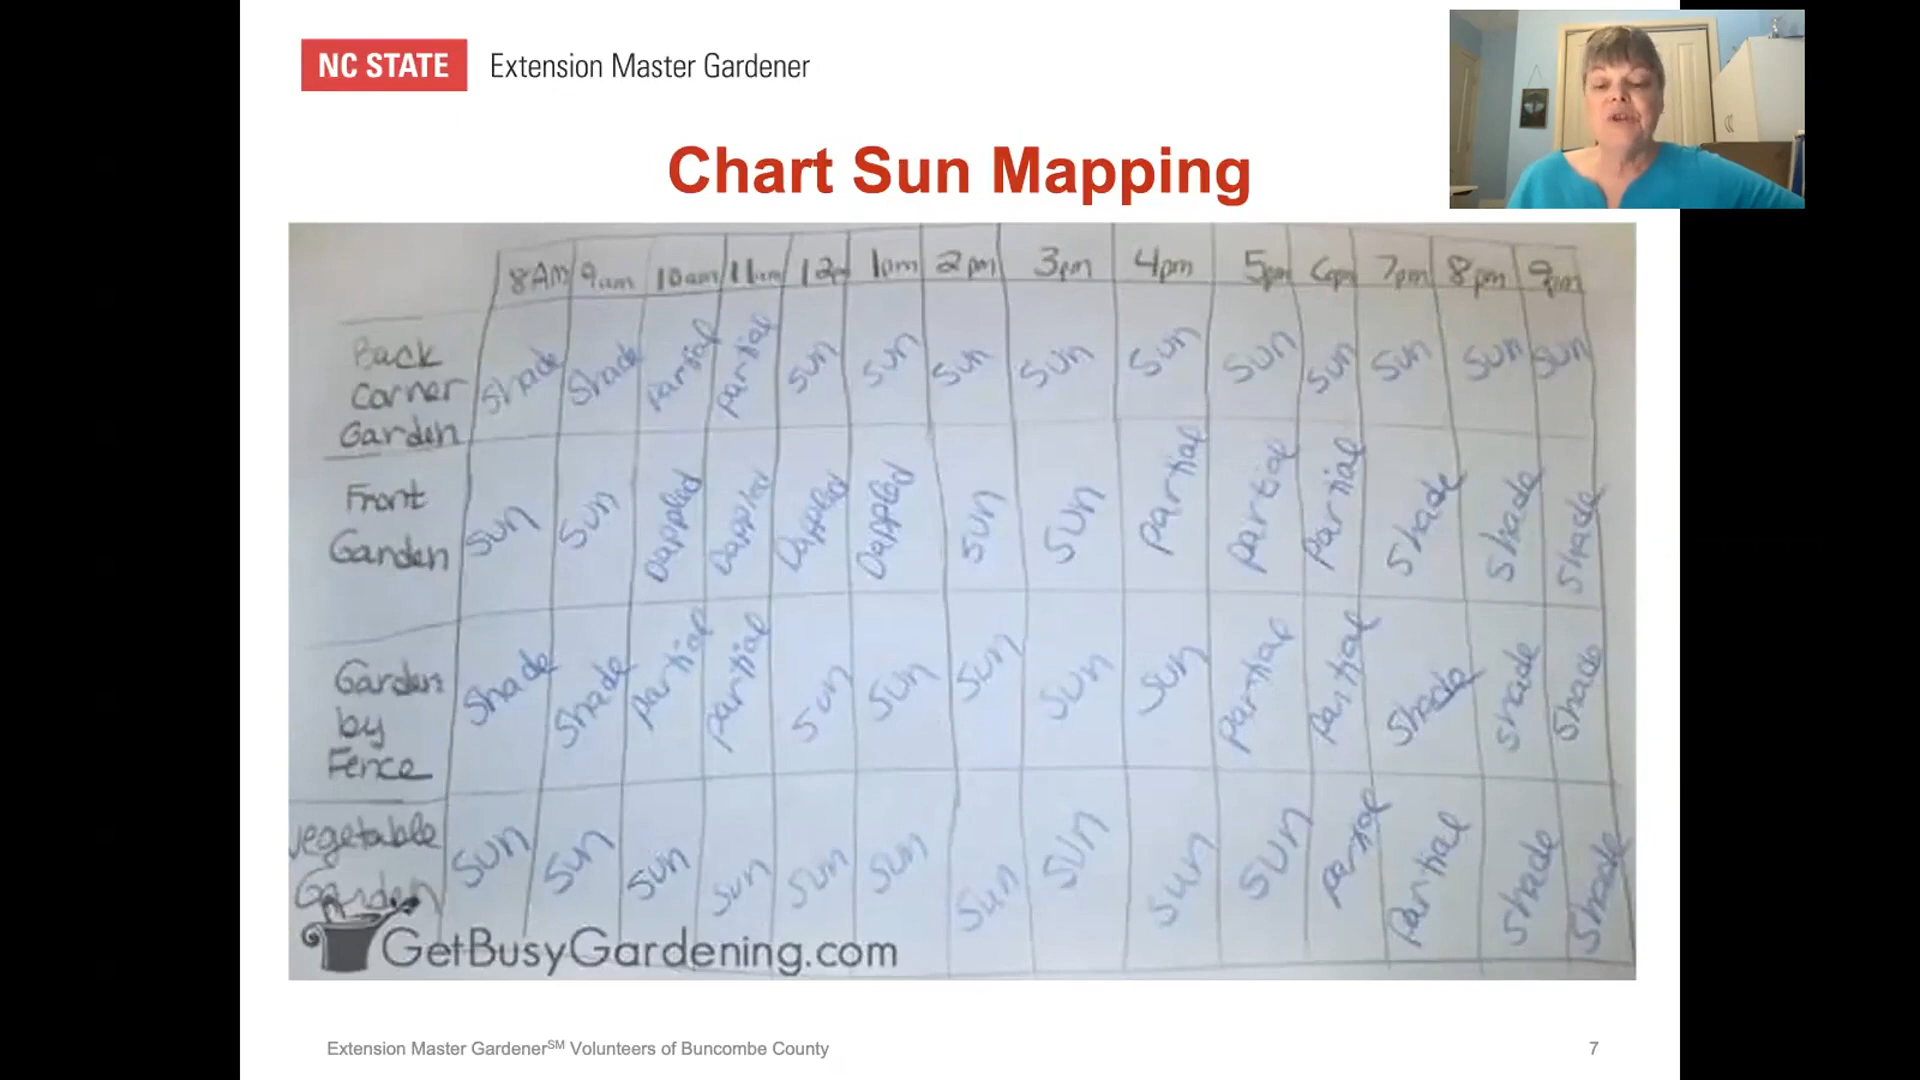 NC STATE Extension Master Gardener
Chart Sun Mapping
8AM 9am 10am 11am 12pm 1pm 2pm 3pm 4pm 5pm 6pm 7pm 8pm 9pm
Back
Corner
Garden
Shade Shade Partial Partial Sun Sun Sun Sun Sun Sun Sun Sun Sun Sun
Front
Garden
Sun Sun Dappled Dappled Dappled Dappled Sun Sun Partial Partial Partial Shade Shade Shade
Garden
by
Fence
Shade Shade Partial Partial Sun Sun Sun Sun Sun Partial Partial Shade Shade Shade
Vegetable
Garden
Sun Sun Sun Sun Sun Sun Sun Sun Sun Sun Partial Partial Shade Shade
GetBusyGardening.com
Extension Master Gardener℠ Volunteers of Buncombe County
7